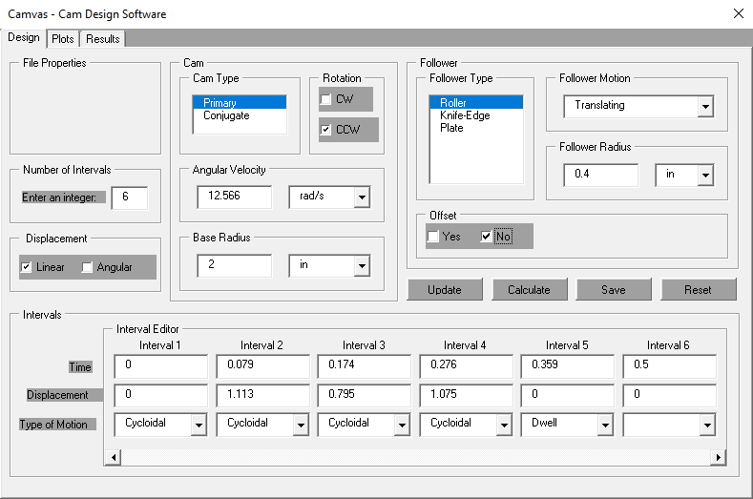 Camvas - Cam Design Software
Design Plots Results
File Properties
Number of Intervals
Enter an integer: 6
Displacement
Linear Angular
Cam
Cam Type
Primary
Conjugate
Rotation
CW
CCW
Angular Velocity
12.566 rad/s
Base Radius
2 in
Follower
Follower Type
Roller
Knife-Edge
Plate
Follower Motion
Translating
Follower Radius
0.4 in
Offset
Yes No
Update Calculate Save Reset
Intervals
Interval Editor
Interval 1 Interval 2 Interval 3 Interval 4 Interval 5 Interval 6
Time 0 0.079 0.174 0.276 0.359 0.5
Displacement 0 1.113 0.795 1.075 0 0
Type of Motion Cycloidal Cycloidal Cycloidal Cycloidal Dwell